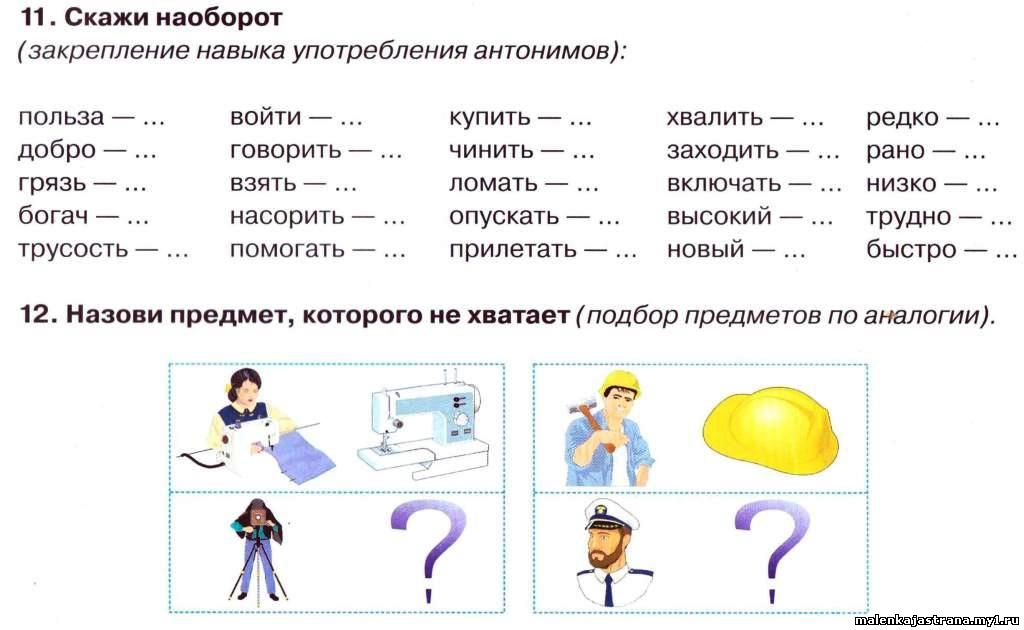 11. Скажи наоборот
(закрепление навыка употребления антонимов):
польза — ... войти — ... купить — ... хвалить — ... редко — ...
добро — ... говорить — ... чинить — ... заходить — ... рано — ...
грязь — ... взять — ... ломать — ... включать — ... низко — ...
богач — ... насорить — ... опускать — ... высокий — ... трудно — ...
трусость — ... помогать — ... прилетать — ... новый — ... быстро — ...
12. Назови предмет, которого не хватает (подбор предметов по аналогии).
? ?
malenkajastrana.my1.ru